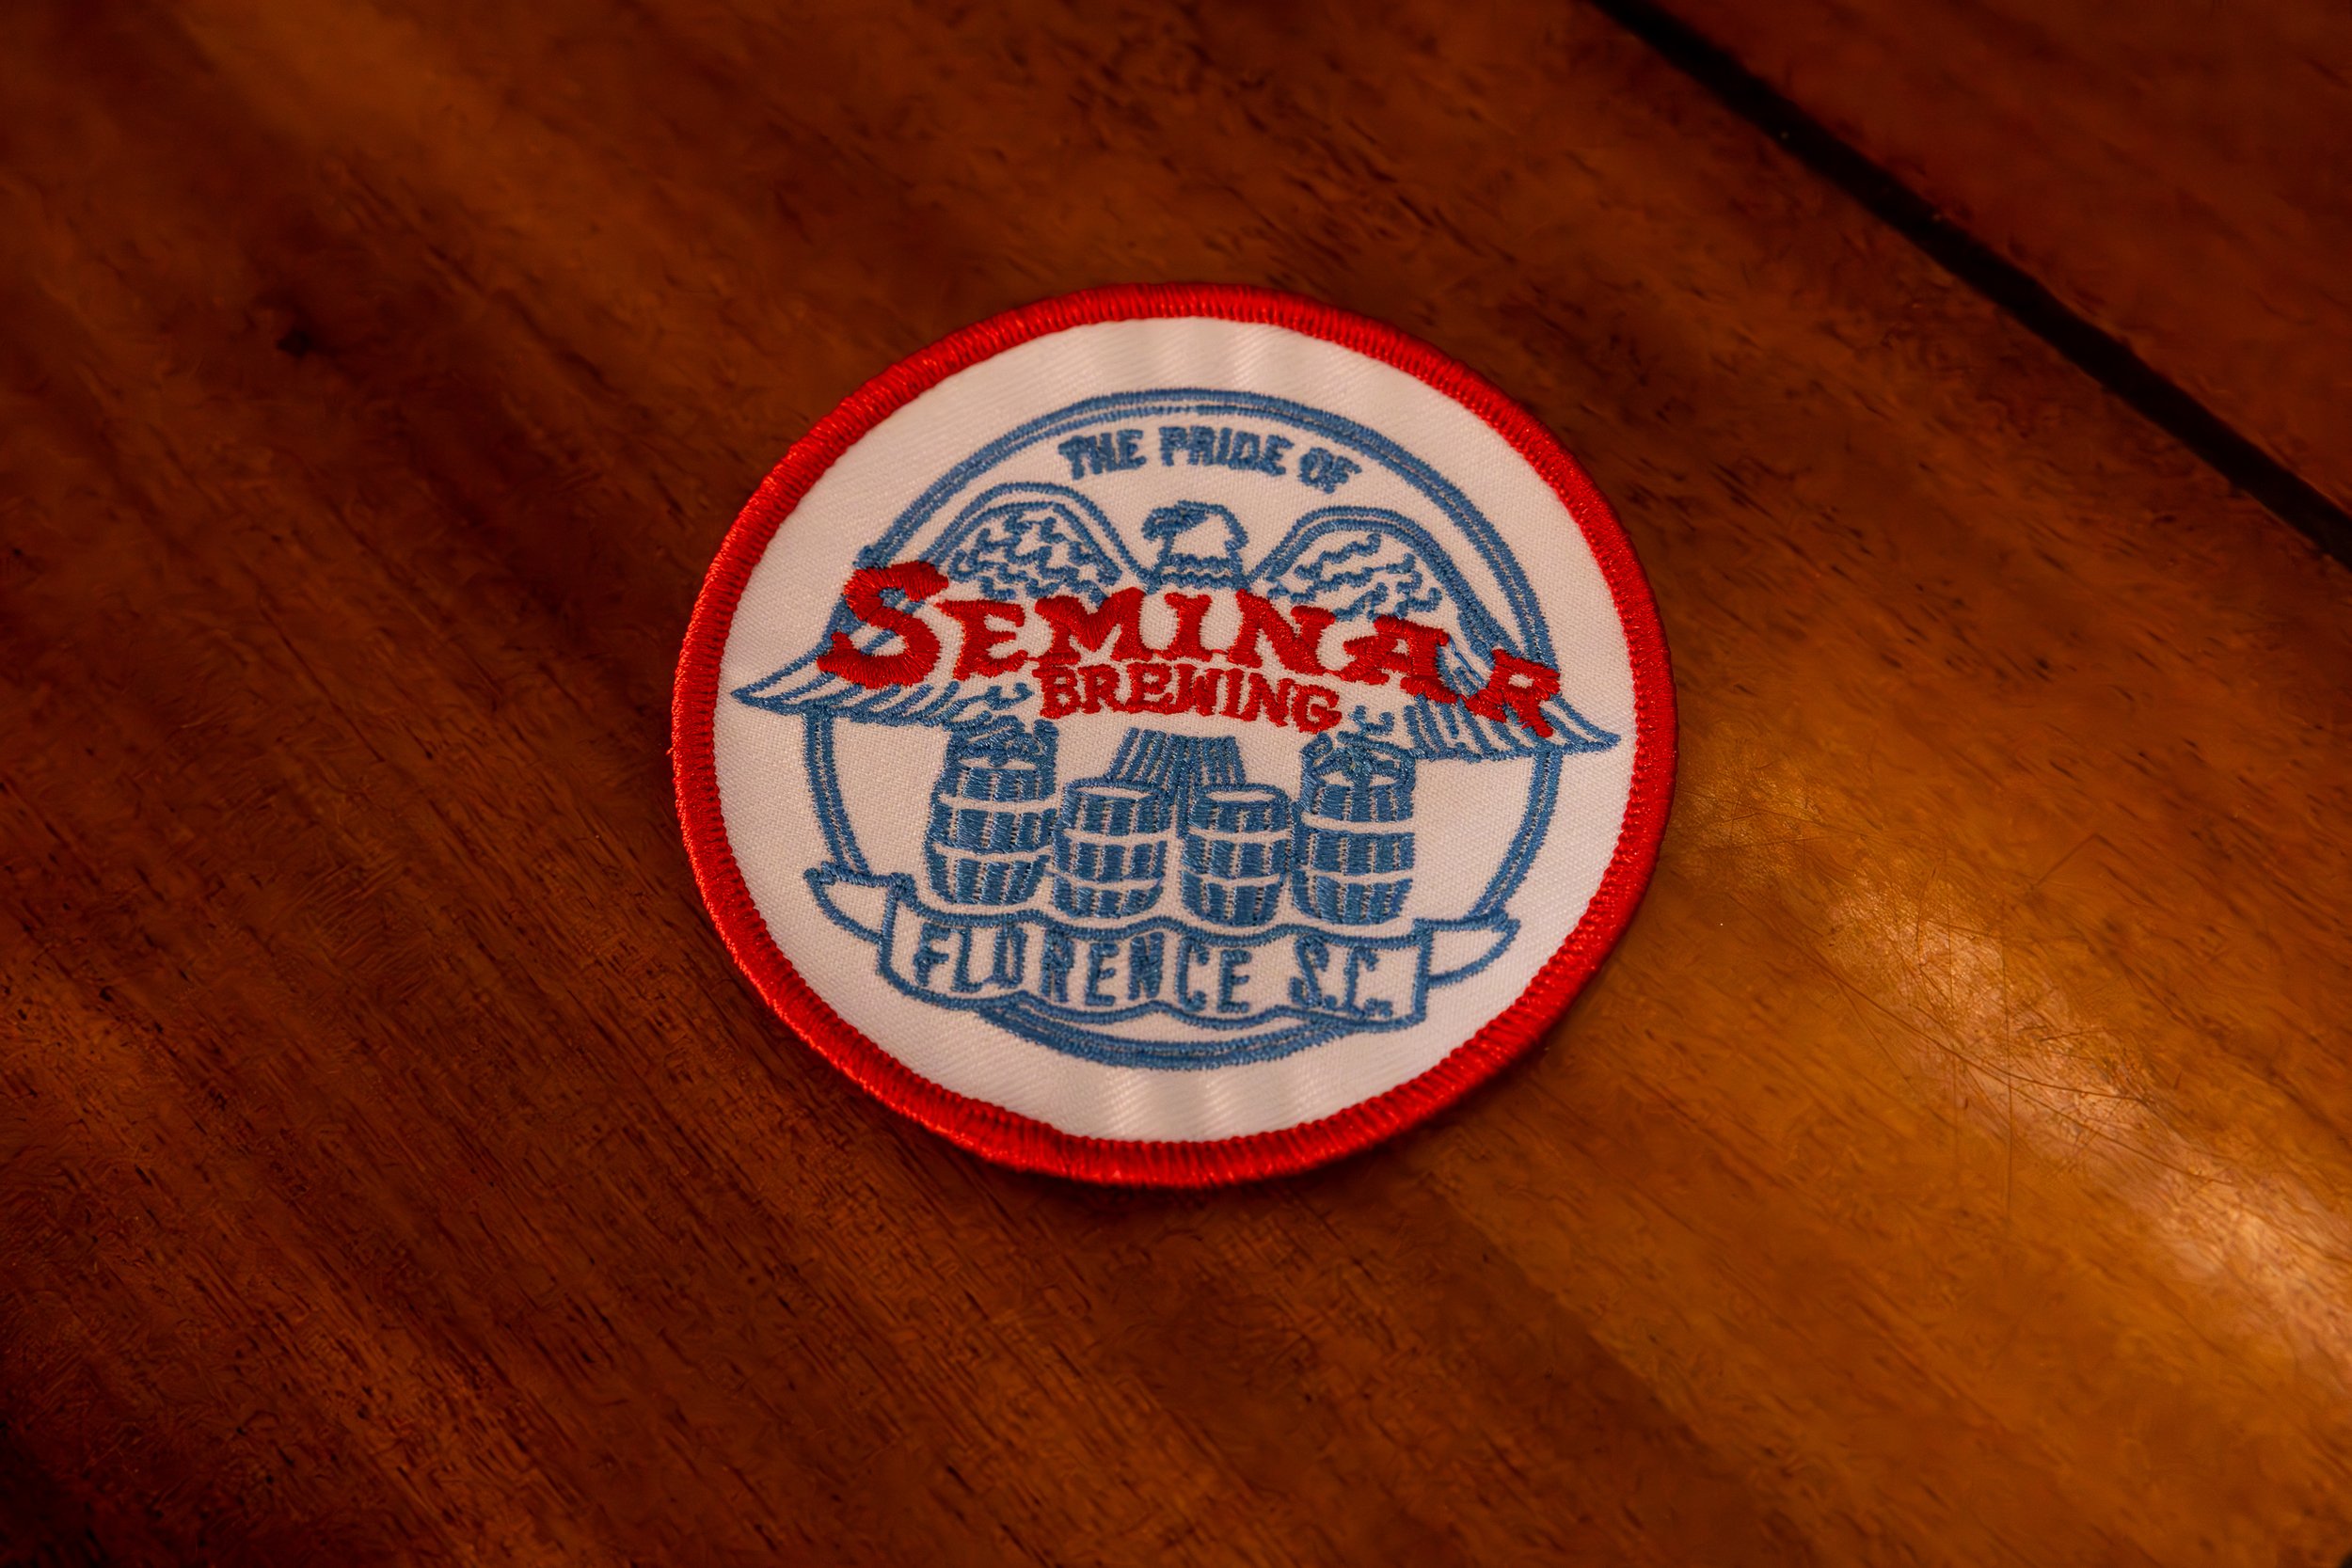 THE PRIDE OF
SEMINAR
BREWING
FLORENCE S.C.